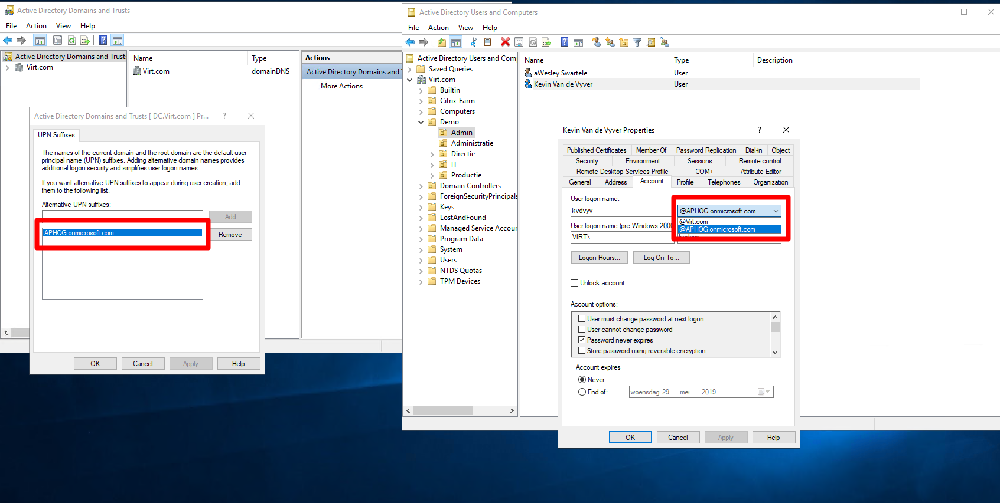 Active Directory Domains and Trusts
File Action View Help
Active Directory Domains and Trust
Virt.com
Name Type
Virt.com domainDNS
Actions
Active Directory Domains and
More Actions
Active Directory Domains and Trusts [ DC.Virt.com ] Pr... ?
UPN Suffixes
The names of the current domain and the root domain are the default user
principal name (UPN) suffixes. Adding alternative domain names provides
additional logon security and simplifies user logon names.
If you want alternative UPN suffixes to appear during user creation, add
them to the following list.
Alternative UPN suffixes:
Add
APHOG.onmicrosoft.com
Remove
OK Cancel Apply Help
Active Directory Users and Computers
File Action View Help
Active Directory Users and Com
Saved Queries
Virt.com
Builtin
Citrix_Farm
Computers
Demo
Admin
Administratie
Directie
IT
Productie
Domain Controllers
ForeignSecurityPrincipals
Keys
LostAndFound
Managed Service Accour
Program Data
System
Users
NTDS Quotas
TPM Devices
Name Type Description
aWesley Swartele User
Kevin Van de Vyver User
Kevin Van de Vyver Properties ?
Published Certificates Member Of Password Replication Dial-in Object
Security Environment Sessions Remote control
Remote Desktop Services Profile COM+ Attribute Editor
General Address Account Profile Telephones Organization
User logon name:
kvdvyv @APHOG.onmicrosoft.com
@Virt.com
@APHOG.onmicrosoft.com
User logon name (pre-Windows 2000):
VIRT\ kvdvyv
Logon Hours... Log On To...
Unlock account
Account options:
User must change password at next logon
User cannot change password
Password never expires
Store password using reversible encryption
Account expires
Never
End of: woensdag 29 mei 2019
OK Cancel Apply Help